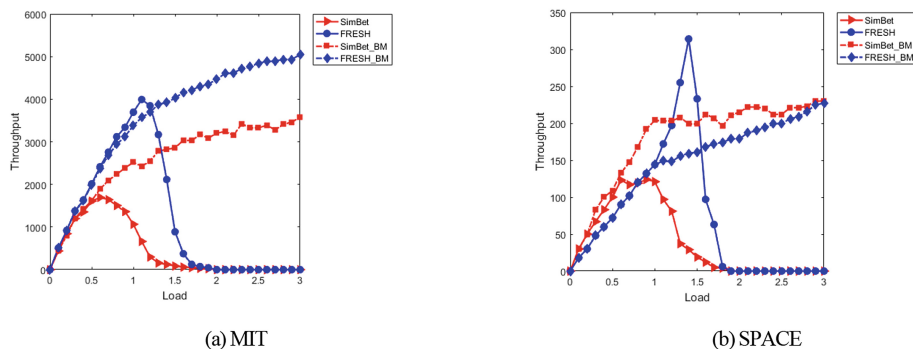 6000
5000
4000
3000
2000
1000
0
Throughput
0 0.5 1 1.5 2 2.5 3
Load
SimBet
FRESH
SimBet_BM
FRESH_BM
(a) MIT
350
300
250
200
150
100
50
0
Throughput
0 0.5 1 1.5 2 2.5 3
Load
SimBet
FRESH
SimBet_BM
FRESH_BM
(b) SPACE